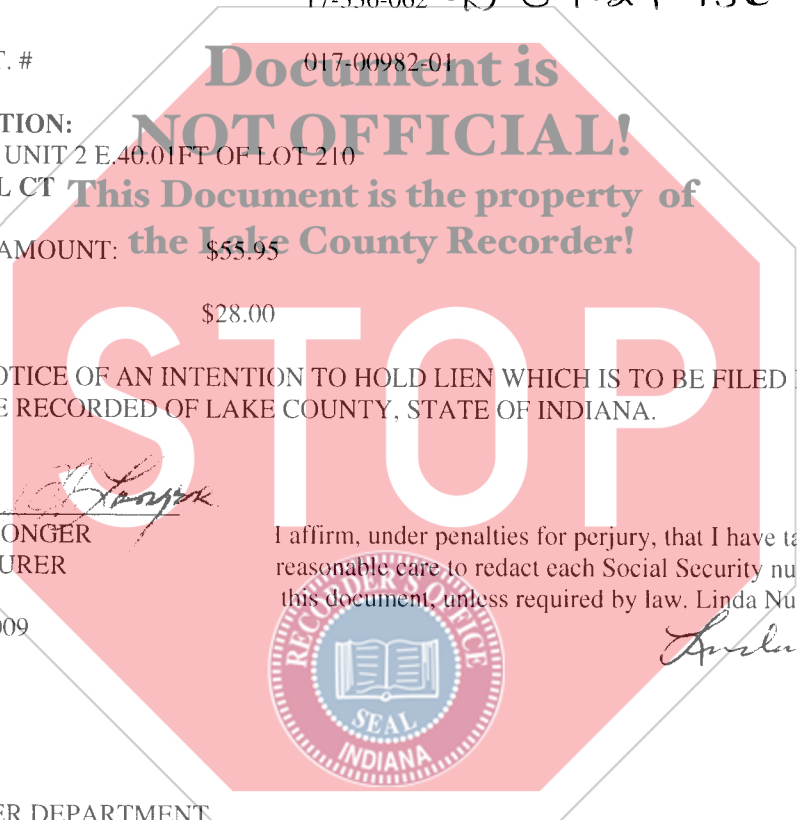 T. # 017-00982-01
Document is
TION:
NOT OFFICIAL!
UNIT 2 E.40.01FT OF LOT 210
L CT
This Document is the property of
AMOUNT: $55.95
the Lake County Recorder!
$28.00
STOP
OTICE OF AN INTENTION TO HOLD LIEN WHICH IS TO BE FILED
E RECORDED OF LAKE COUNTY, STATE OF INDIANA.
ONGER
URER
009
I affirm, under penalties for perjury, that I have ta
reasonable care to redact each Social Security nu
this document, unless required by law. Linda Nu
RECORDER'S OFFICE
SEAL
INDIANA
ER DEPARTMENT